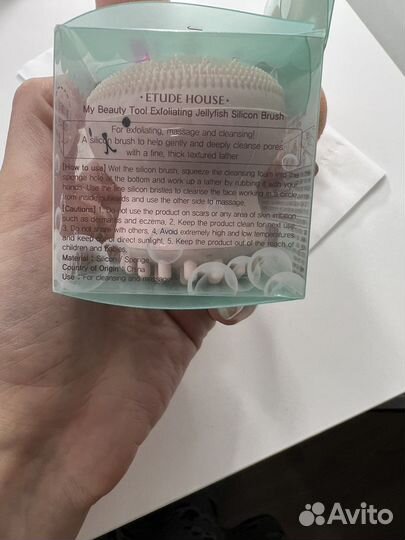 • ETUDE HOUSE •
My Beauty Tool Exfoliating Jellyfish Silicon Brush
For exfoliating, massage and cleansing!
A silicon brush to help gently and deeply cleanse pores
with a fine, thick textured lather
[How to use] Wet the silicon brush, squeeze the cleansing foam into the
sponge hole at the bottom and work up a lather by rubbing it with your
hands. Use the fine silicon bristles to cleanse the face working in a circle
from inside outwards and use the other side to massage.
[Cautions] 1. Do not use the product on scars or any area of skin irritation
such as dermatitis and eczema. 2. Keep the product clean for next use.
3. Do not share with others, 4. Avoid extremely high and low temperatures
and keep out of direct sunlight, 5. Keep the product out of the reach of
children and babies.
Material : Silicon / Sponge
Country of Origin : China
Use : For cleansing and massage
Avito